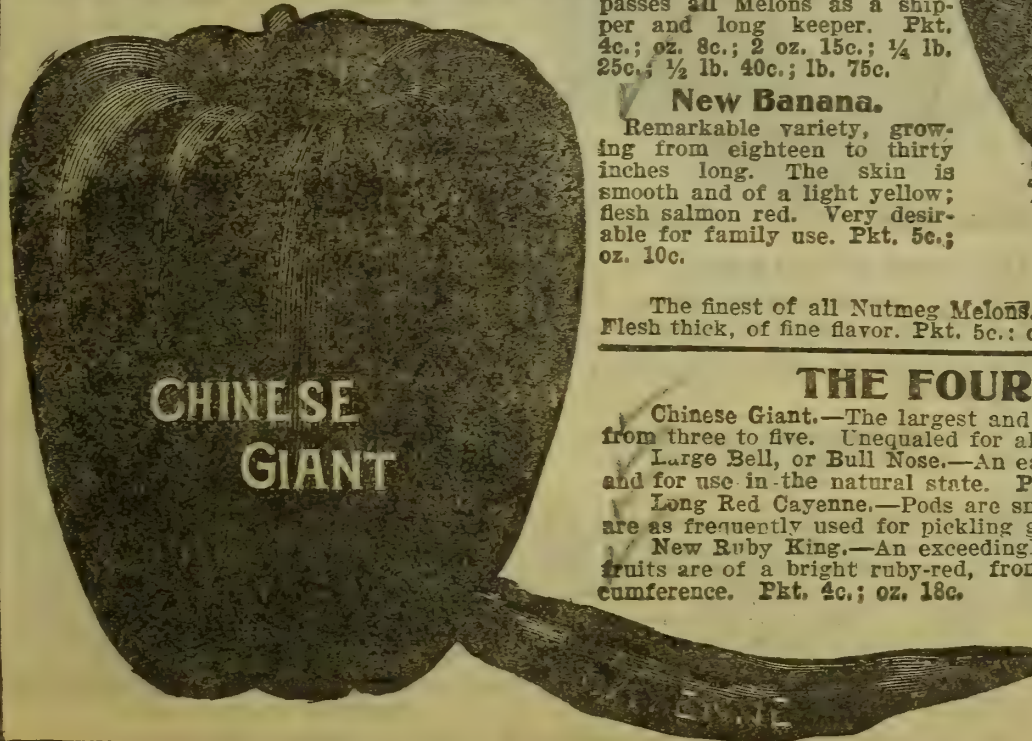 passes all Melons as a ship-
per and long keeper. Pkt.
4c.; oz. 8c.; 2 oz. 15c.; ¼ lb.
25c.; ½ lb. 40c.; lb. 75c.
New Banana.
Remarkable variety, grow-
ing from eighteen to thirty
inches long. The skin is
smooth and of a light yellow;
flesh salmon red. Very desir-
able for family use. Pkt. 5c.;
oz. 10c.
The finest of all Nutmeg Melons.
Flesh thick, of fine flavor. Pkt. 5c.;
THE FOUR
Chinese Giant.—The largest and
from three to five. Unequaled for al
Large Bell, or Bull Nose.—An ea
and for use in the natural state. P
Long Red Cayenne.—Pods are sm
are as frequently used for pickling g
New Ruby King.—An exceeding
fruits are of a bright ruby-red, from
cumference. Pkt. 4c.; oz. 18c.
CHINESE
GIANT